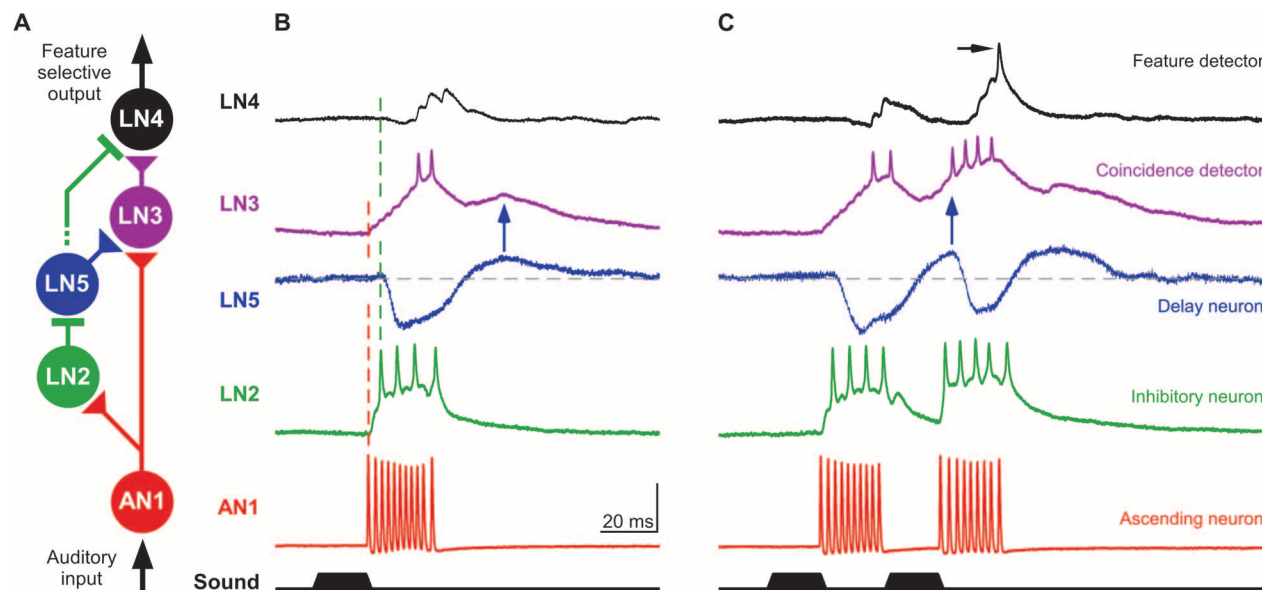 A
B
C
Feature
selective
output
LN4
LN3
LN5
LN2
AN1
Auditory
input
LN4
LN3
LN5
LN2
AN1
Sound
20 ms
Feature detector
Coincidence detector
Delay neuron
Inhibitory neuron
Ascending neuron